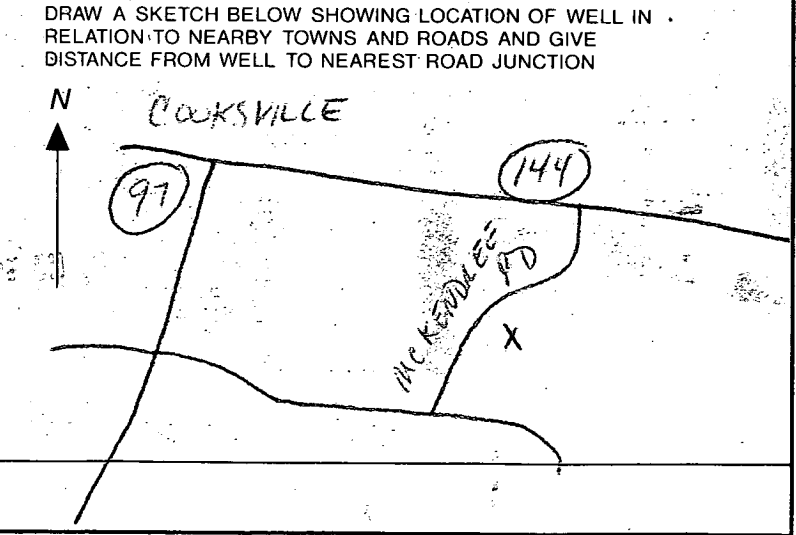 DRAW A SKETCH BELOW SHOWING LOCATION OF WELL IN
RELATION TO NEARBY TOWNS AND ROADS AND GIVE
DISTANCE FROM WELL TO NEAREST ROAD JUNCTION
N
COOKSVILLE
97
144
MCKENDREE
RD
X